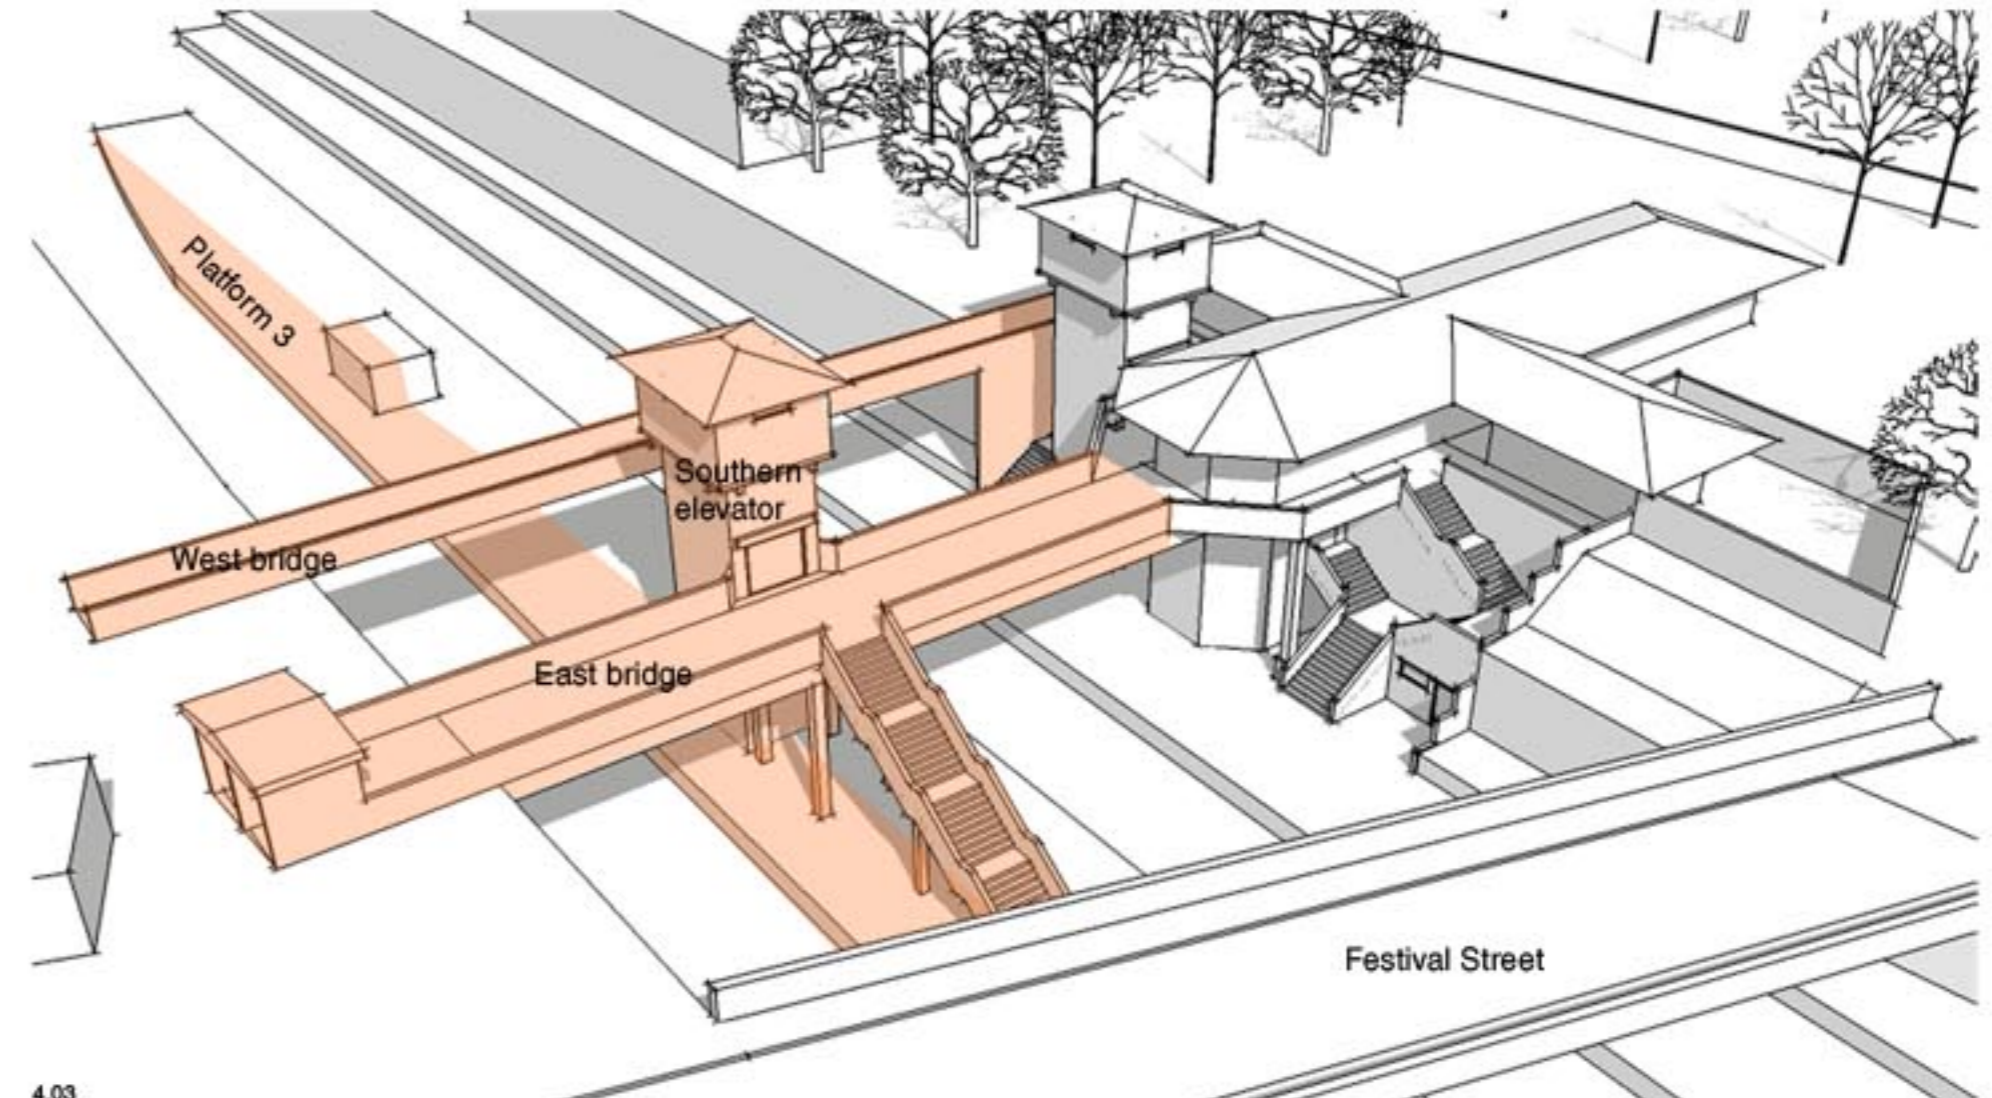 Platform 3
Southern
elevator
West bridge
East bridge
Festival Street
4.03